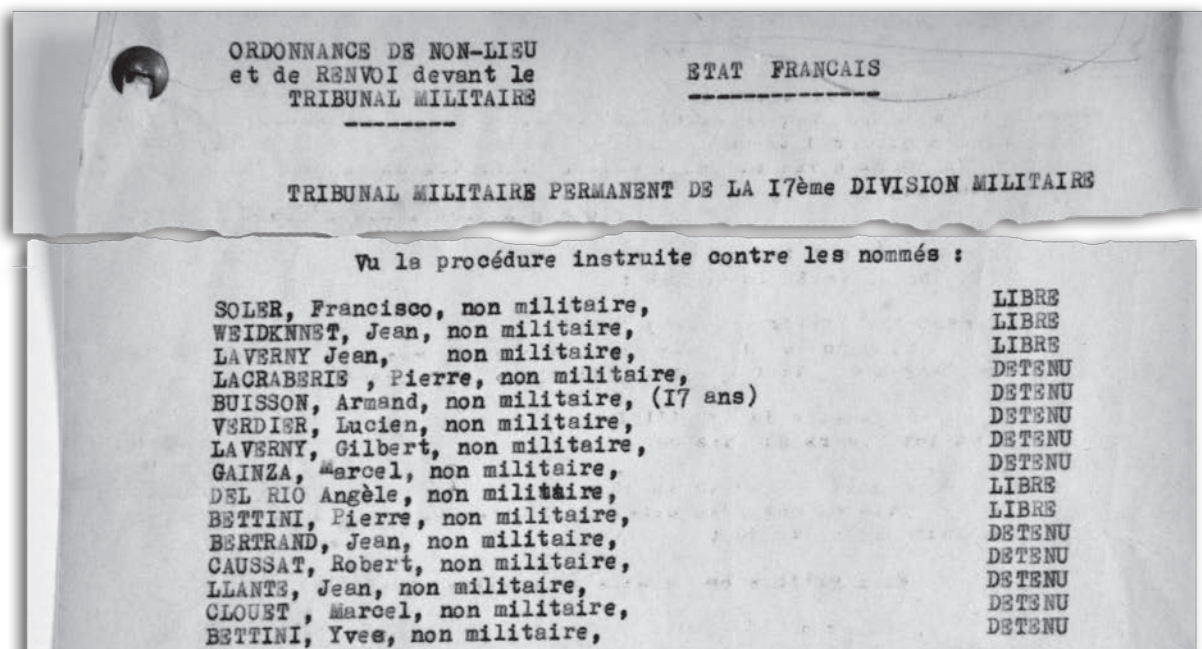 ORDONNANCE DE NON-LIEU
et de RENVOI devant le
TRIBUNAL MILITAIRE
ETAT FRANCAIS
TRIBUNAL MILITAIRE PERMANENT DE LA I7ème DIVISION MILITAIRE
Vu la procédure instruite contre les nommés :
SOLER, Francisco, non militaire, LIBRE
WEIDKNNET, Jean, non militaire, LIBRE
LAVERNY Jean, non militaire, LIBRE
LACRABERIE , Pierre, non militaire, DETENU
BUISSON, Armand, non militaire, (I7 ans) DETENU
VERDIER, Lucien, non militaire, DETENU
LAVERNY, Gilbert, non militaire, DETENU
GAINZA, Marcel, non militaire, DETENU
DEL RIO Angèle, non militaire, LIBRE
BETTINI, Pierre, non militaire, LIBRE
BERTRAND, Jean, non militaire, DETENU
CAUSSAT, Robert, non militaire, DETENU
LLANTE, Jean, non militaire, DETENU
CLOUET , Marcel, non militaire, DETENU
BETTINI, Yves, non militaire, DETENU